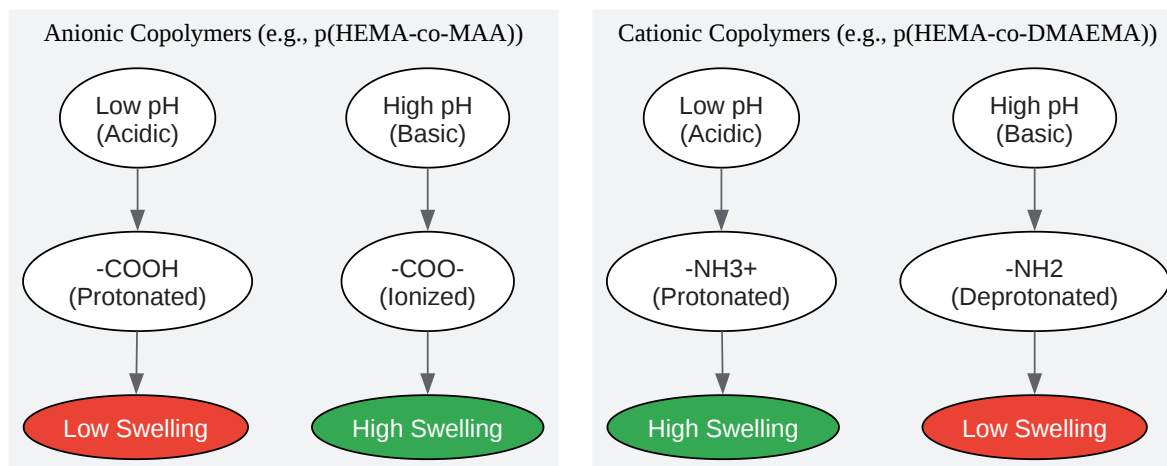 Anionic Copolymers (e.g., p(HEMA-co-MAA))
Low pH
(Acidic)
High pH
(Basic)
-COOH
(Protonated)
-COO-
(Ionized)
Low Swelling
High Swelling
Cationic Copolymers (e.g., p(HEMA-co-DMAEMA))
Low pH
(Acidic)
High pH
(Basic)
-NH3+
(Protonated)
-NH2
(Deprotonated)
High Swelling
Low Swelling